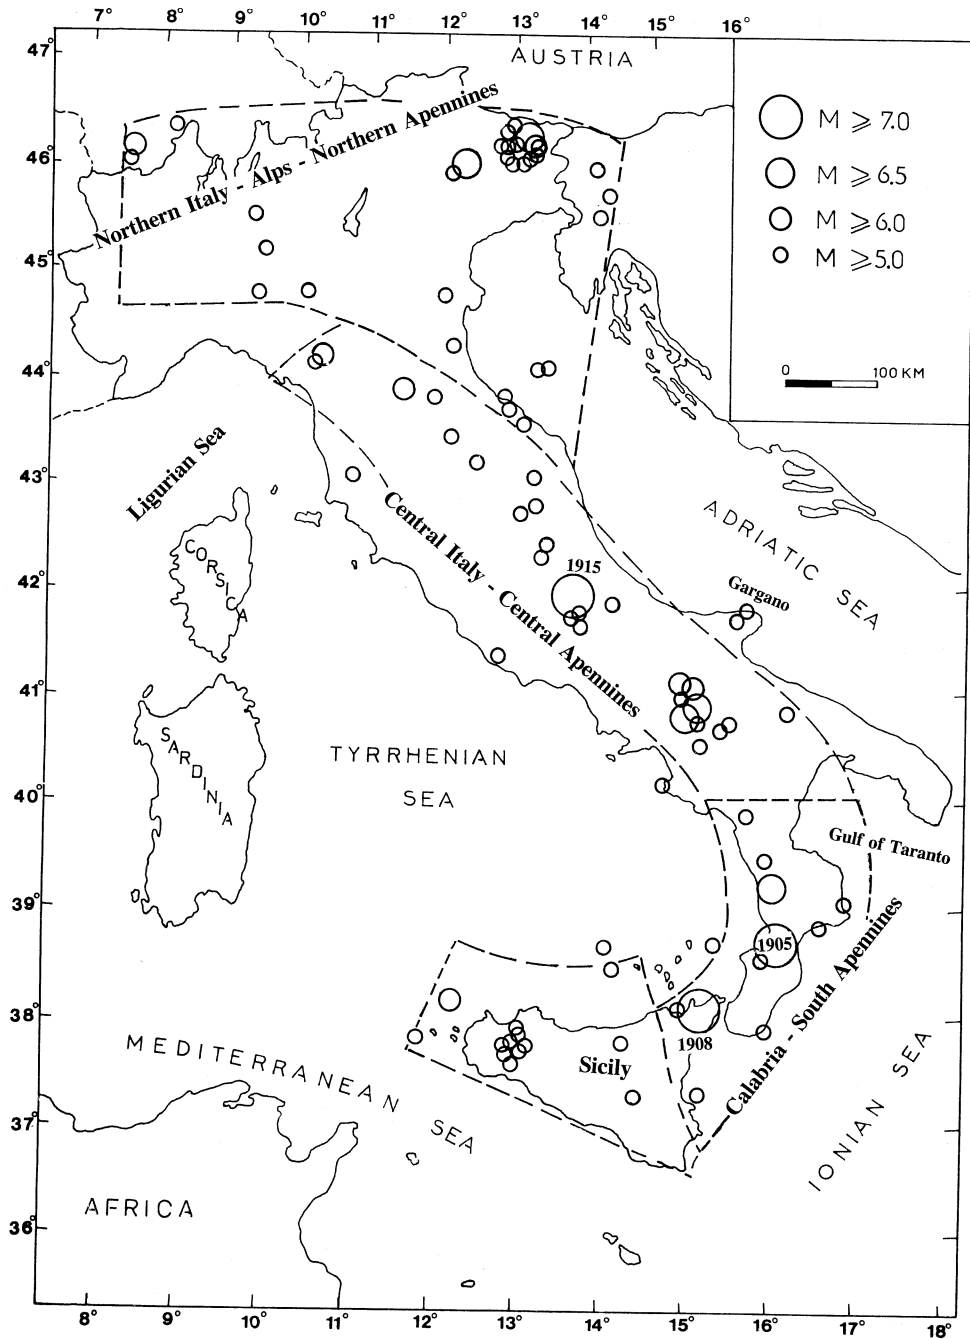 7° 8° 9° 10° 11° 12° 13° 14° 15° 16°
47°
AUSTRIA
M ⩾ 7.0
M ⩾ 6.5
M ⩾ 6.0
M ⩾ 5.0
0 100 KM
46°
Northern Italy - Alps - Northern Apennines
45°
44°
Ligurian Sea
43°
Central Italy - Central Apennines
ADRIATIC SEA
CORSICA
42°
1915
Gargano
41°
SARDINIA
TYRRHENIAN
SEA
40°
Gulf of Taranto
39°
1905
38°
1908
Calabria - South Apennines
Sicily
MEDITERRANEAN SEA
IONIAN SEA
37°
AFRICA
36°
8° 9° 10° 11° 12° 13° 14° 15° 16° 17° 18°